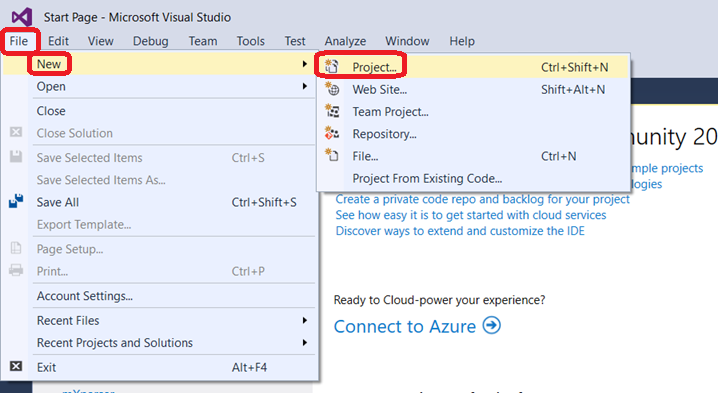 Start Page - Microsoft Visual Studio
File Edit View Debug Team Tools Test Analyze Window Help
New
Open
Close
Close Solution
Save Selected Items Ctrl+S
Save Selected Items As...
Save All Ctrl+Shift+S
Export Template...
Page Setup...
Print... Ctrl+P
Account Settings...
Recent Files
Recent Projects and Solutions
Exit Alt+F4
Project... Ctrl+Shift+N
Web Site... Shift+Alt+N
Team Project...
Repository...
File... Ctrl+N
Project From Existing Code...
projects
Create a private code repo and backlog for your project
See how easy it is to get started with cloud services
Discover ways to extend and customize the IDE
Ready to Cloud-power your experience?
Connect to Azure